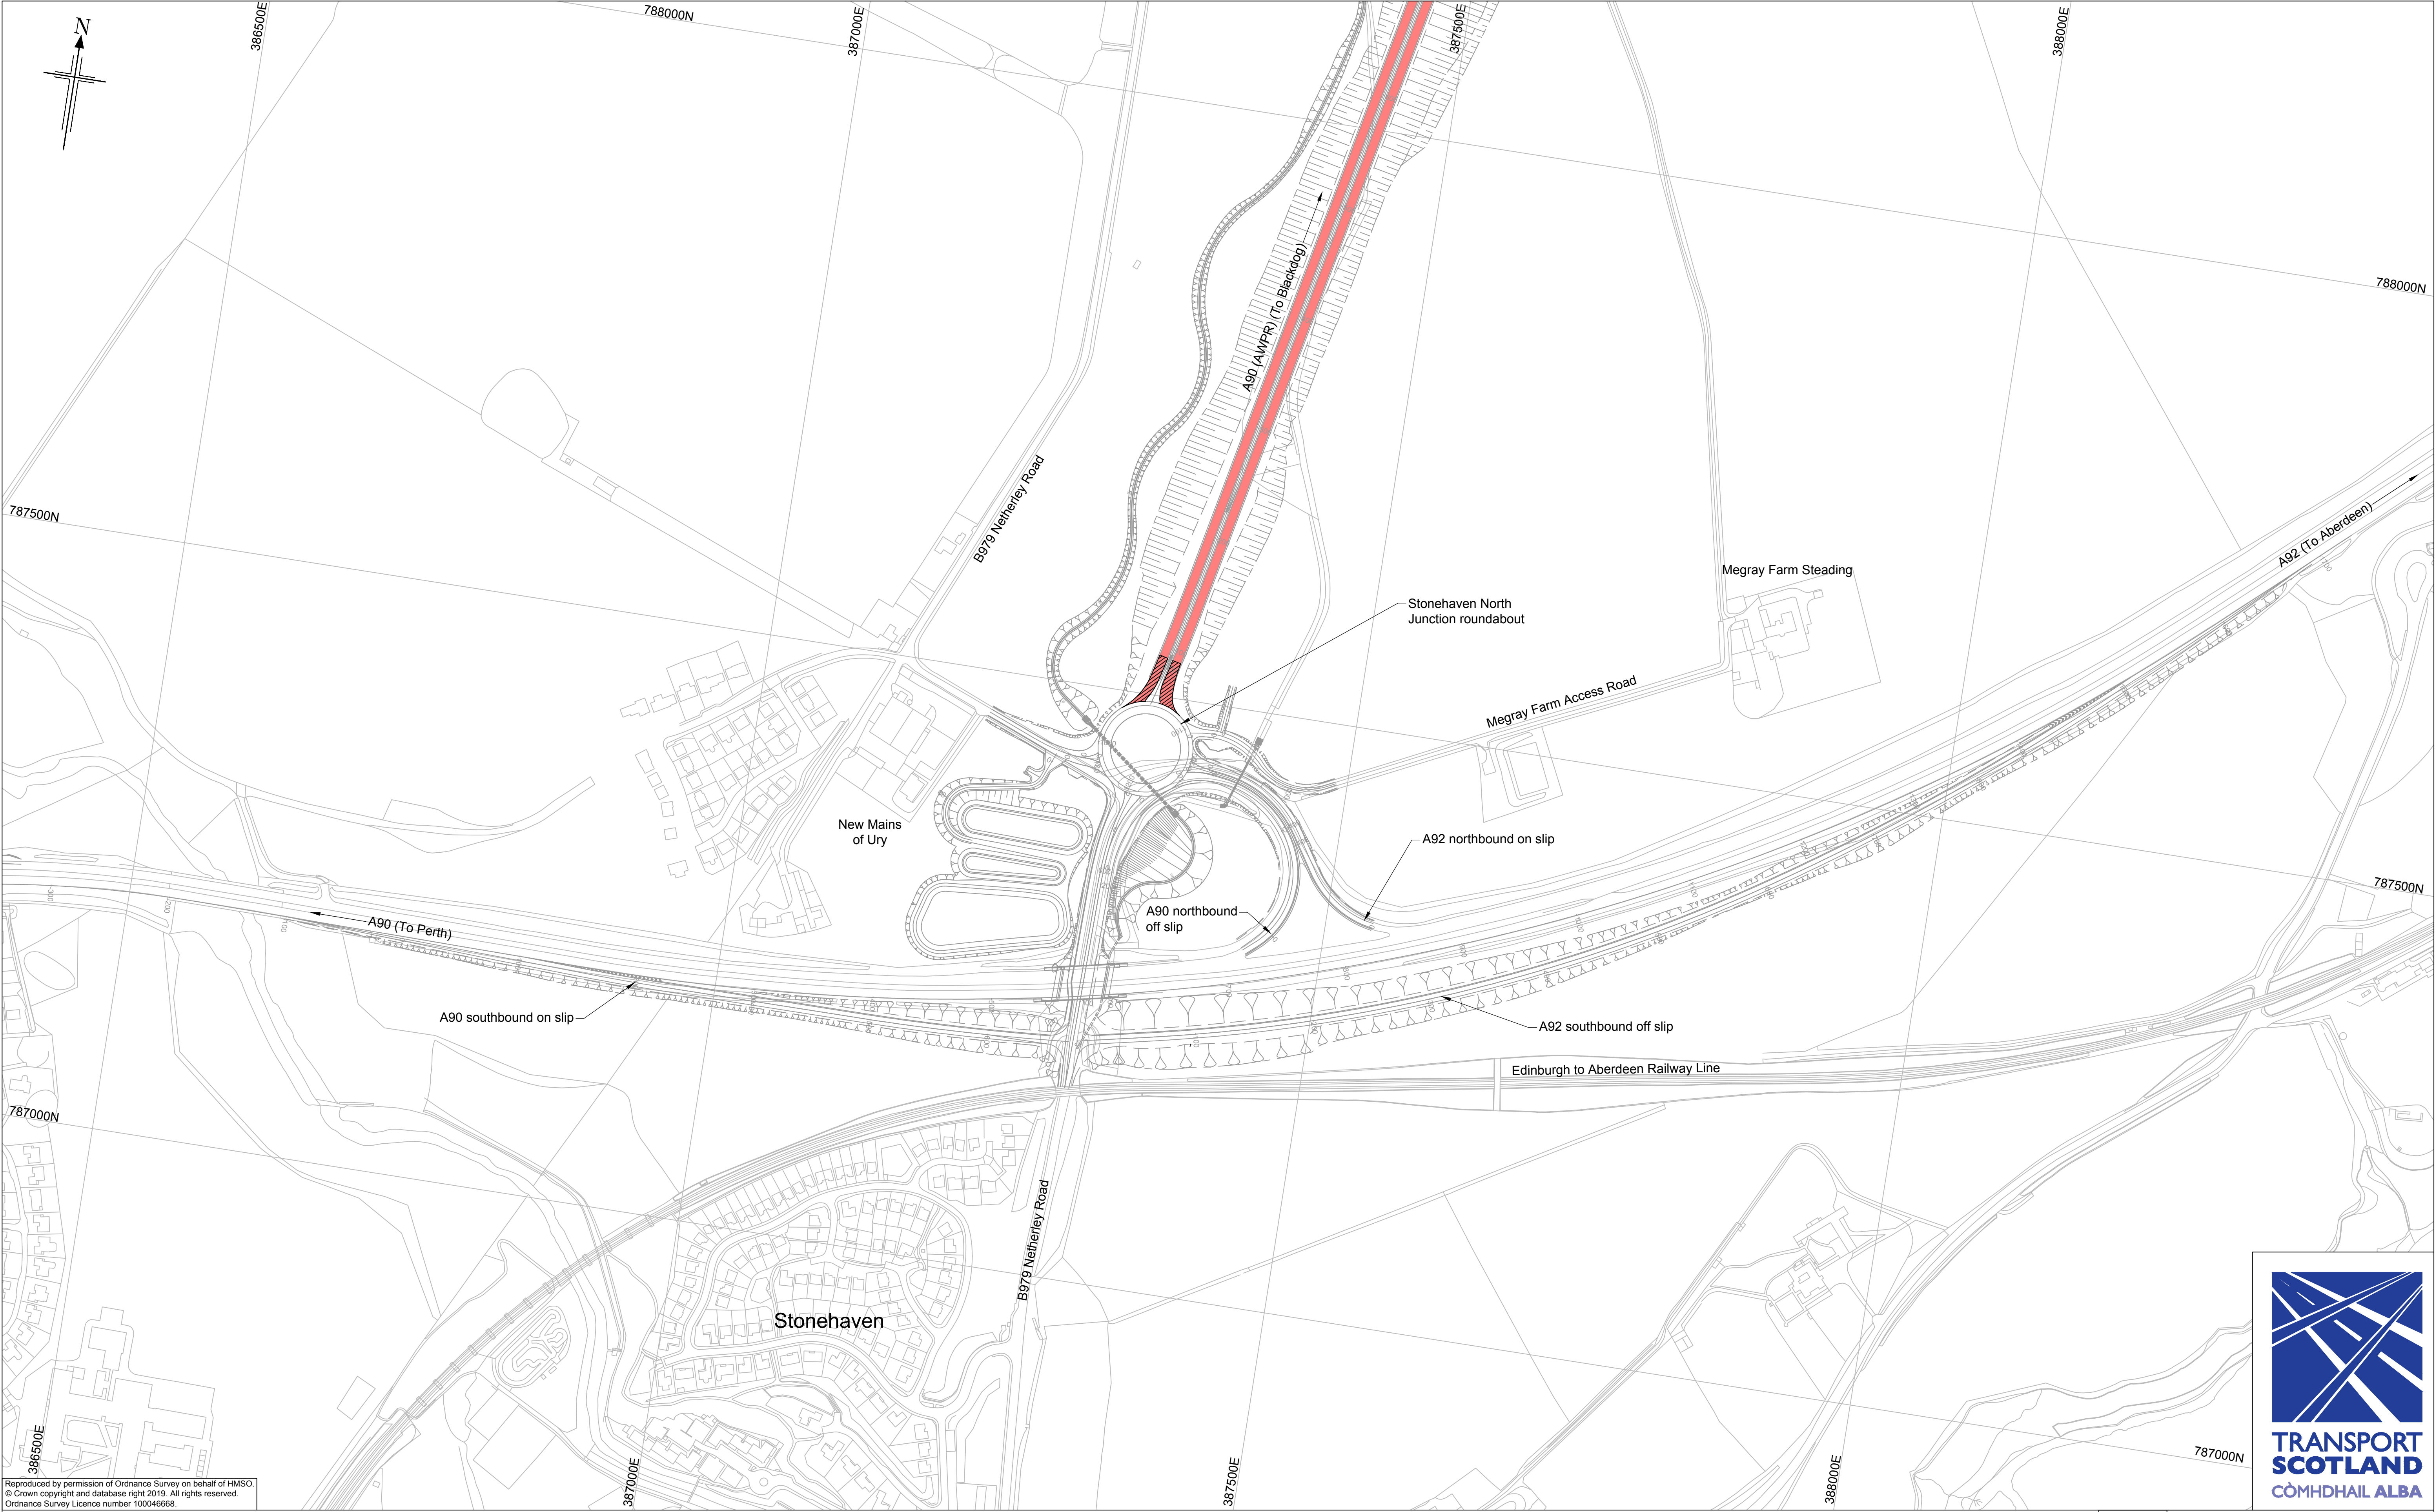 N
386500E
788000N
387000E
387500E
388000E
788000N
A90 (AWPR) (To Blackdog)
B979 Netherley Road
787500N
A92 (To Aberdeen)
Megray Farm Steading
Stonehaven North
Junction roundabout
Megray Farm Access Road
New Mains
of Ury
A92 northbound on slip
787500N
A90 northbound
off slip
A90 (To Perth)
A90 southbound on slip
A92 southbound off slip
Edinburgh to Aberdeen Railway Line
787000N
B979 Netherley Road
Stonehaven
386500E
387000E
387500E
388000E
787000N
TRANSPORT
SCOTLAND
CÒMHDHAIL ALBA
Reproduced by permission of Ordnance Survey on behalf of HMSO.
© Crown copyright and database right 2019. All rights reserved.
Ordnance Survey Licence number 100046668.